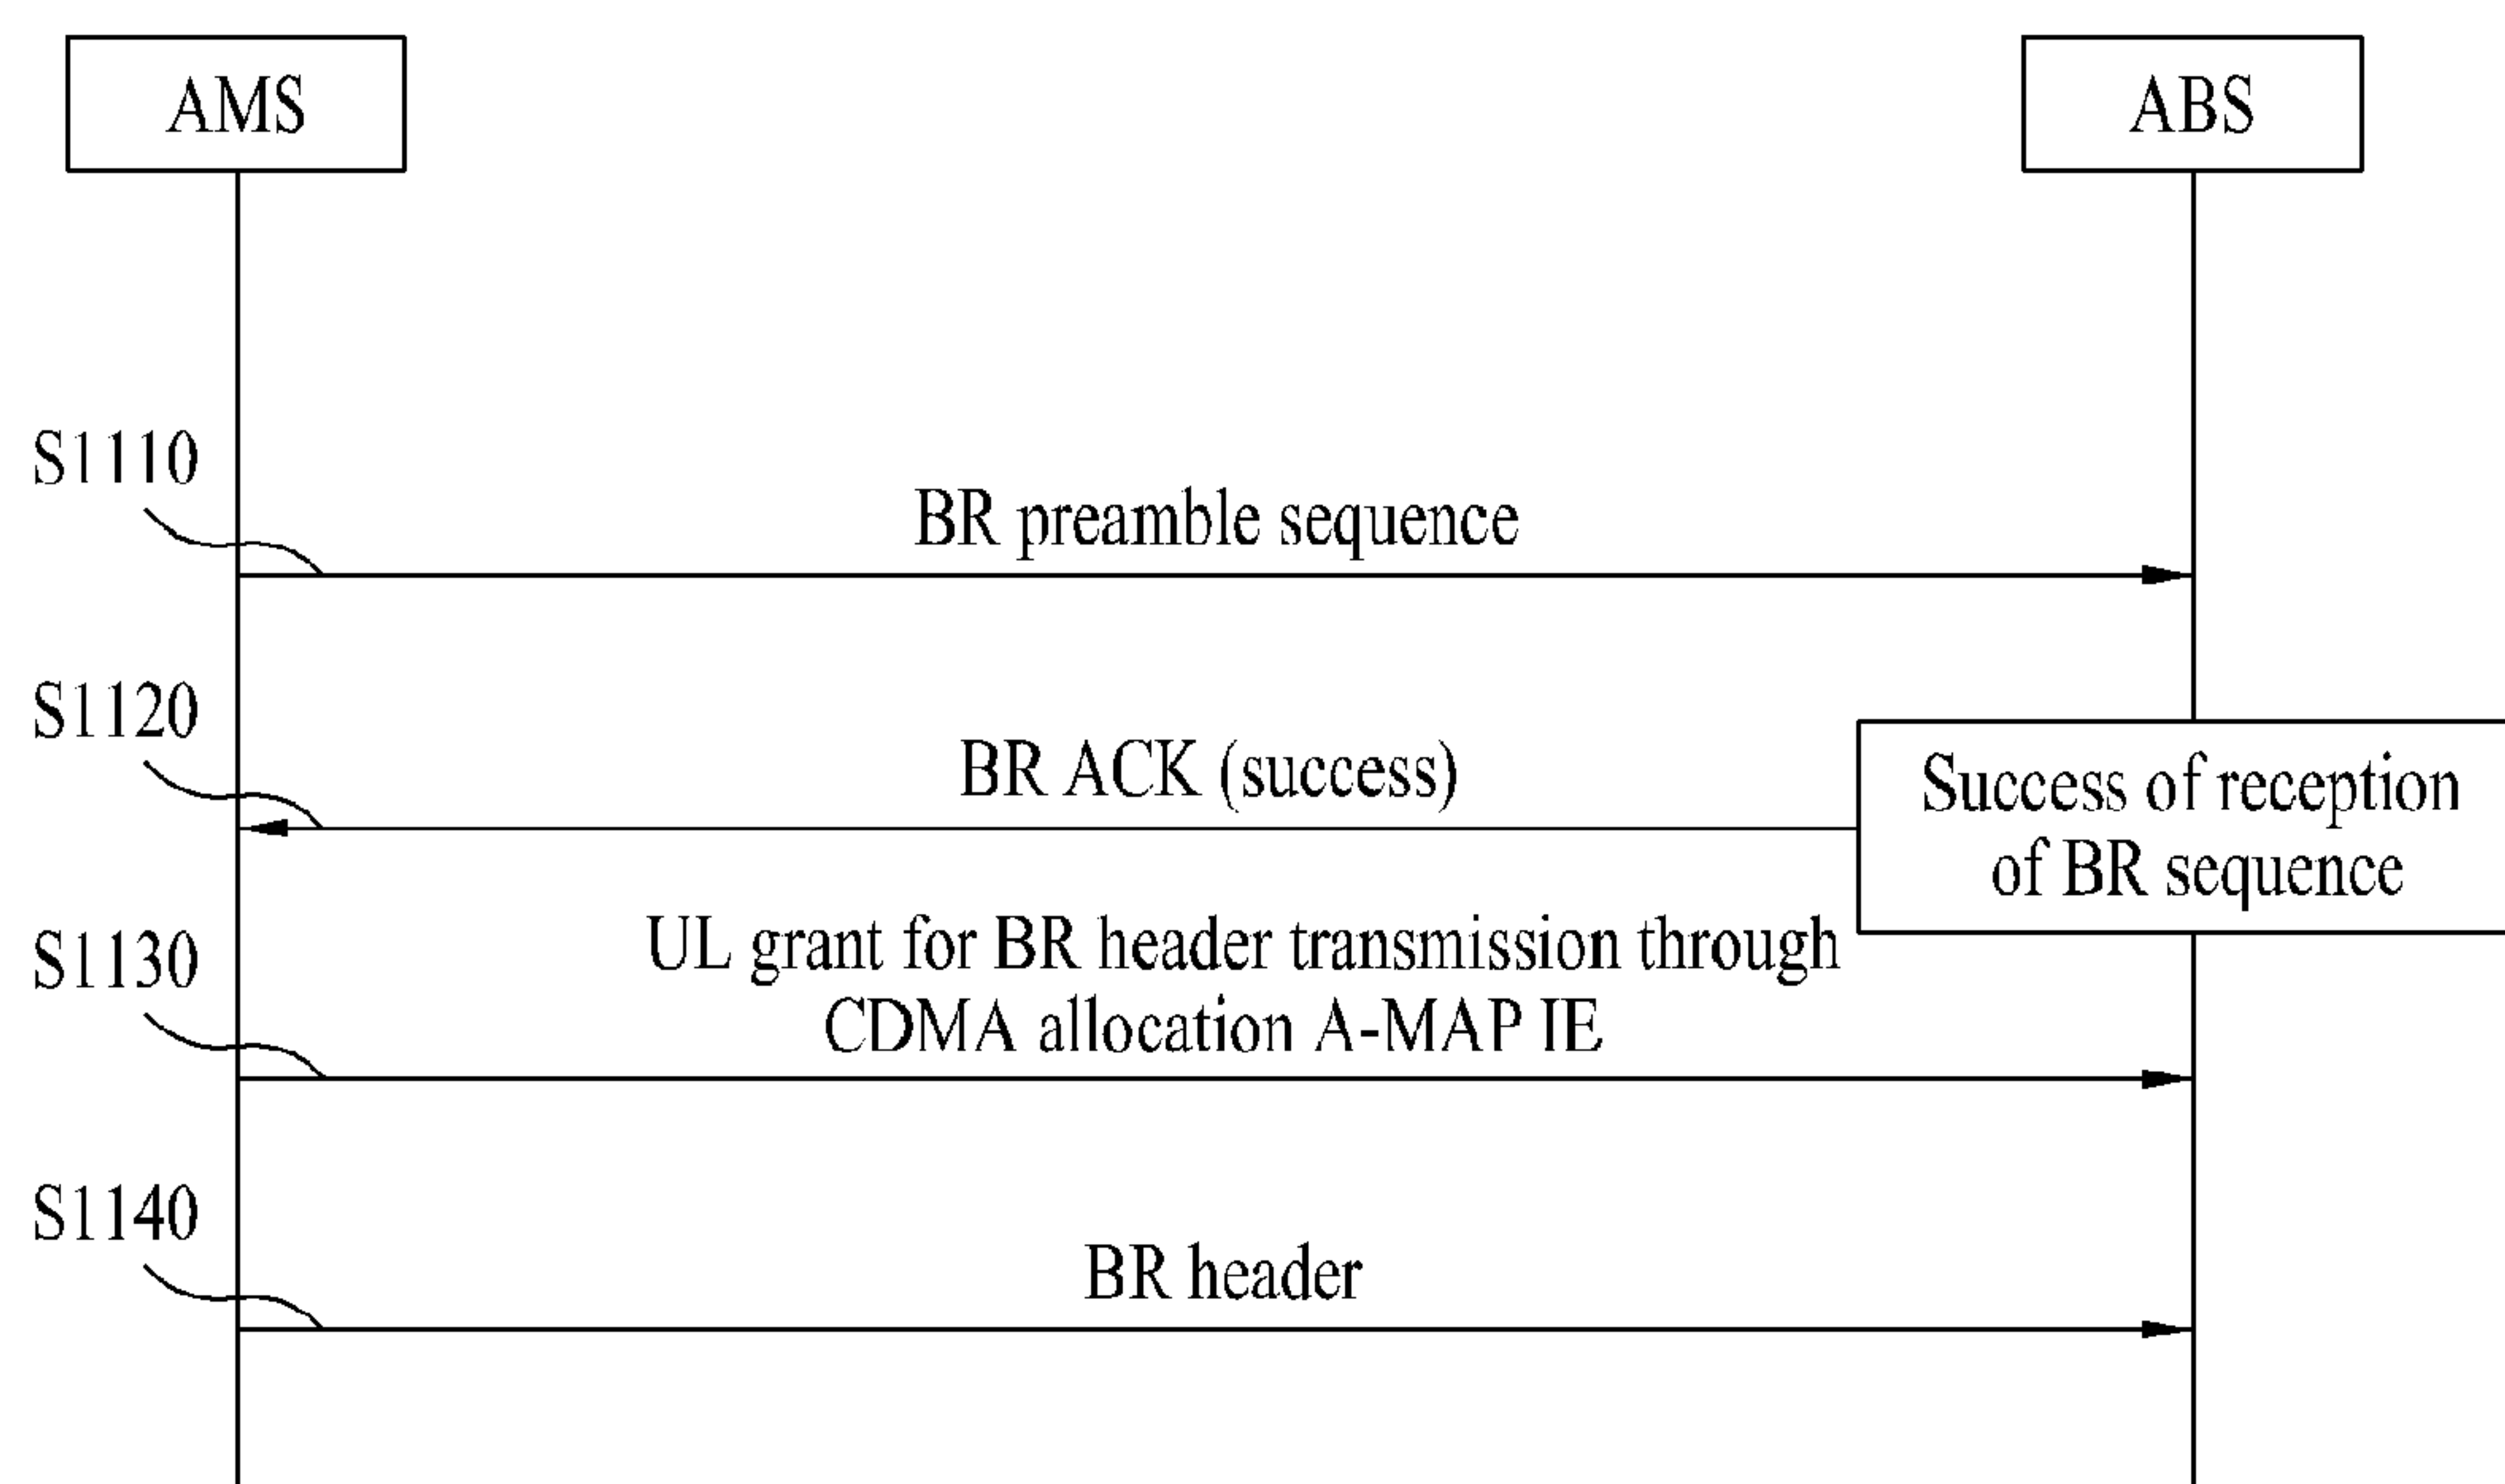 AMS
ABS
S1110
BR preamble sequence
S1120
BR ACK (success)
Success of reception
of BR sequence
S1130
UL grant for BR header transmission through
CDMA allocation A-MAP IE
S1140
BR header